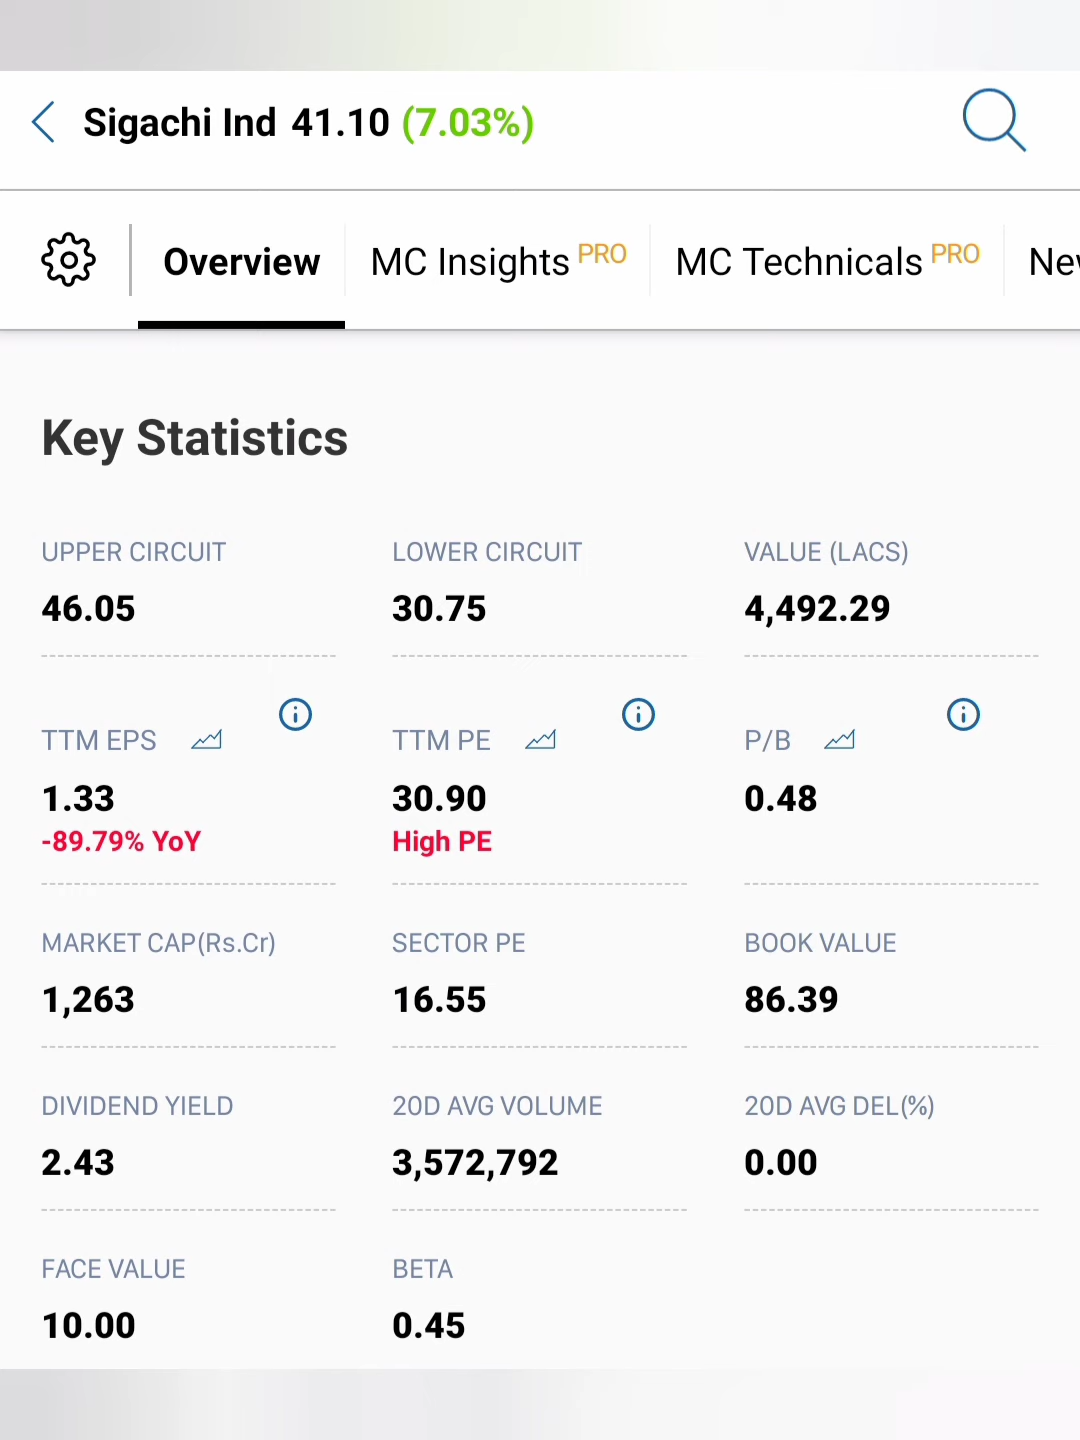 Sigachi Ind 41.10 (7.03%)
Overview MC Insights PRO MC Technicals PRO
Key Statistics
UPPER CIRCUIT LOWER CIRCUIT VALUE (LACS)
46.05 30.75 4,492.29
TTM EPS TTM PE P/B
1.33 30.90 0.48
-89.79% YoY High PE
MARKET CAP(Rs.Cr) SECTOR PE BOOK VALUE
1,263 16.55 86.39
DIVIDEND YIELD 20D AVG VOLUME 20D AVG DEL(%)
2.43 3,572,792 0.00
FACE VALUE BETA
10.00 0.45